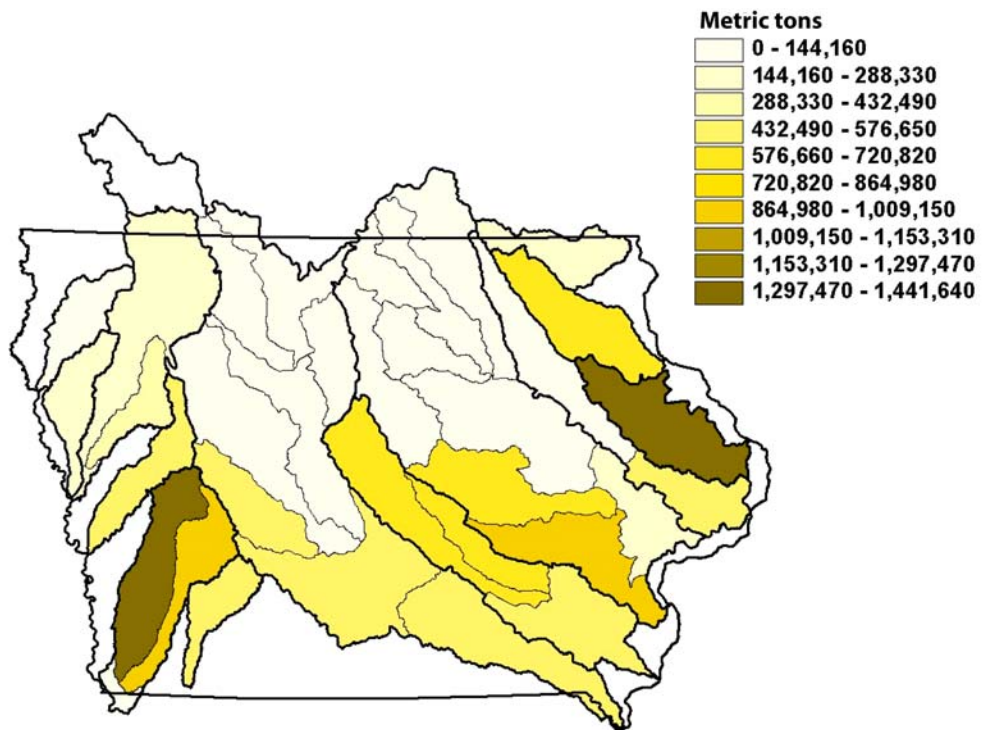 Metric tons
0 - 144,160
144,160 - 288,330
288,330 - 432,490
432,490 - 576,650
576,660 - 720,820
720,820 - 864,980
864,980 - 1,009,150
1,009,150 - 1,153,310
1,153,310 - 1,297,470
1,297,470 - 1,441,640